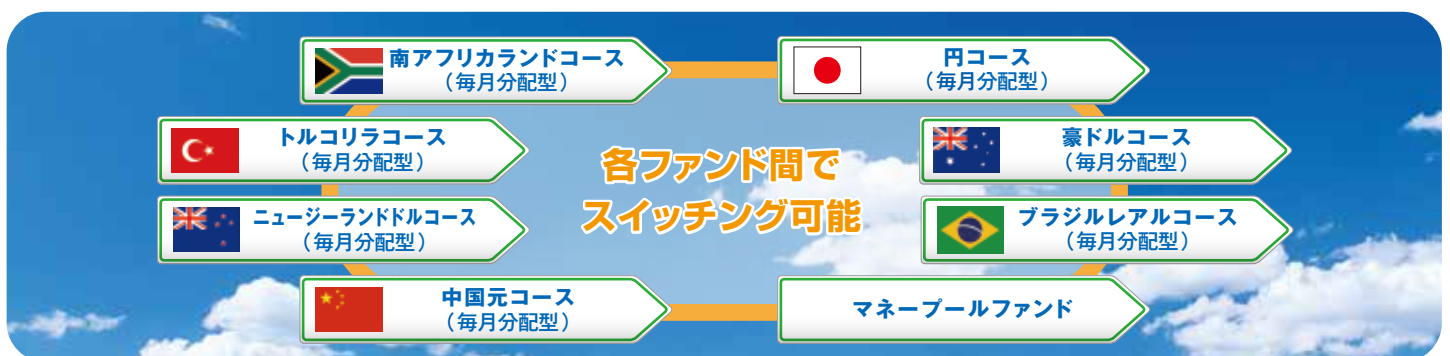 南アフリカランドコース
（毎月分配型）
円コース
（毎月分配型）
トルコリラコース
（毎月分配型）
豪ドルコース
（毎月分配型）
各ファンド間で
スイッチング可能
ニュージーランドドルコース
（毎月分配型）
ブラジルレアルコース
（毎月分配型）
中国元コース
（毎月分配型）
マネープールファンド